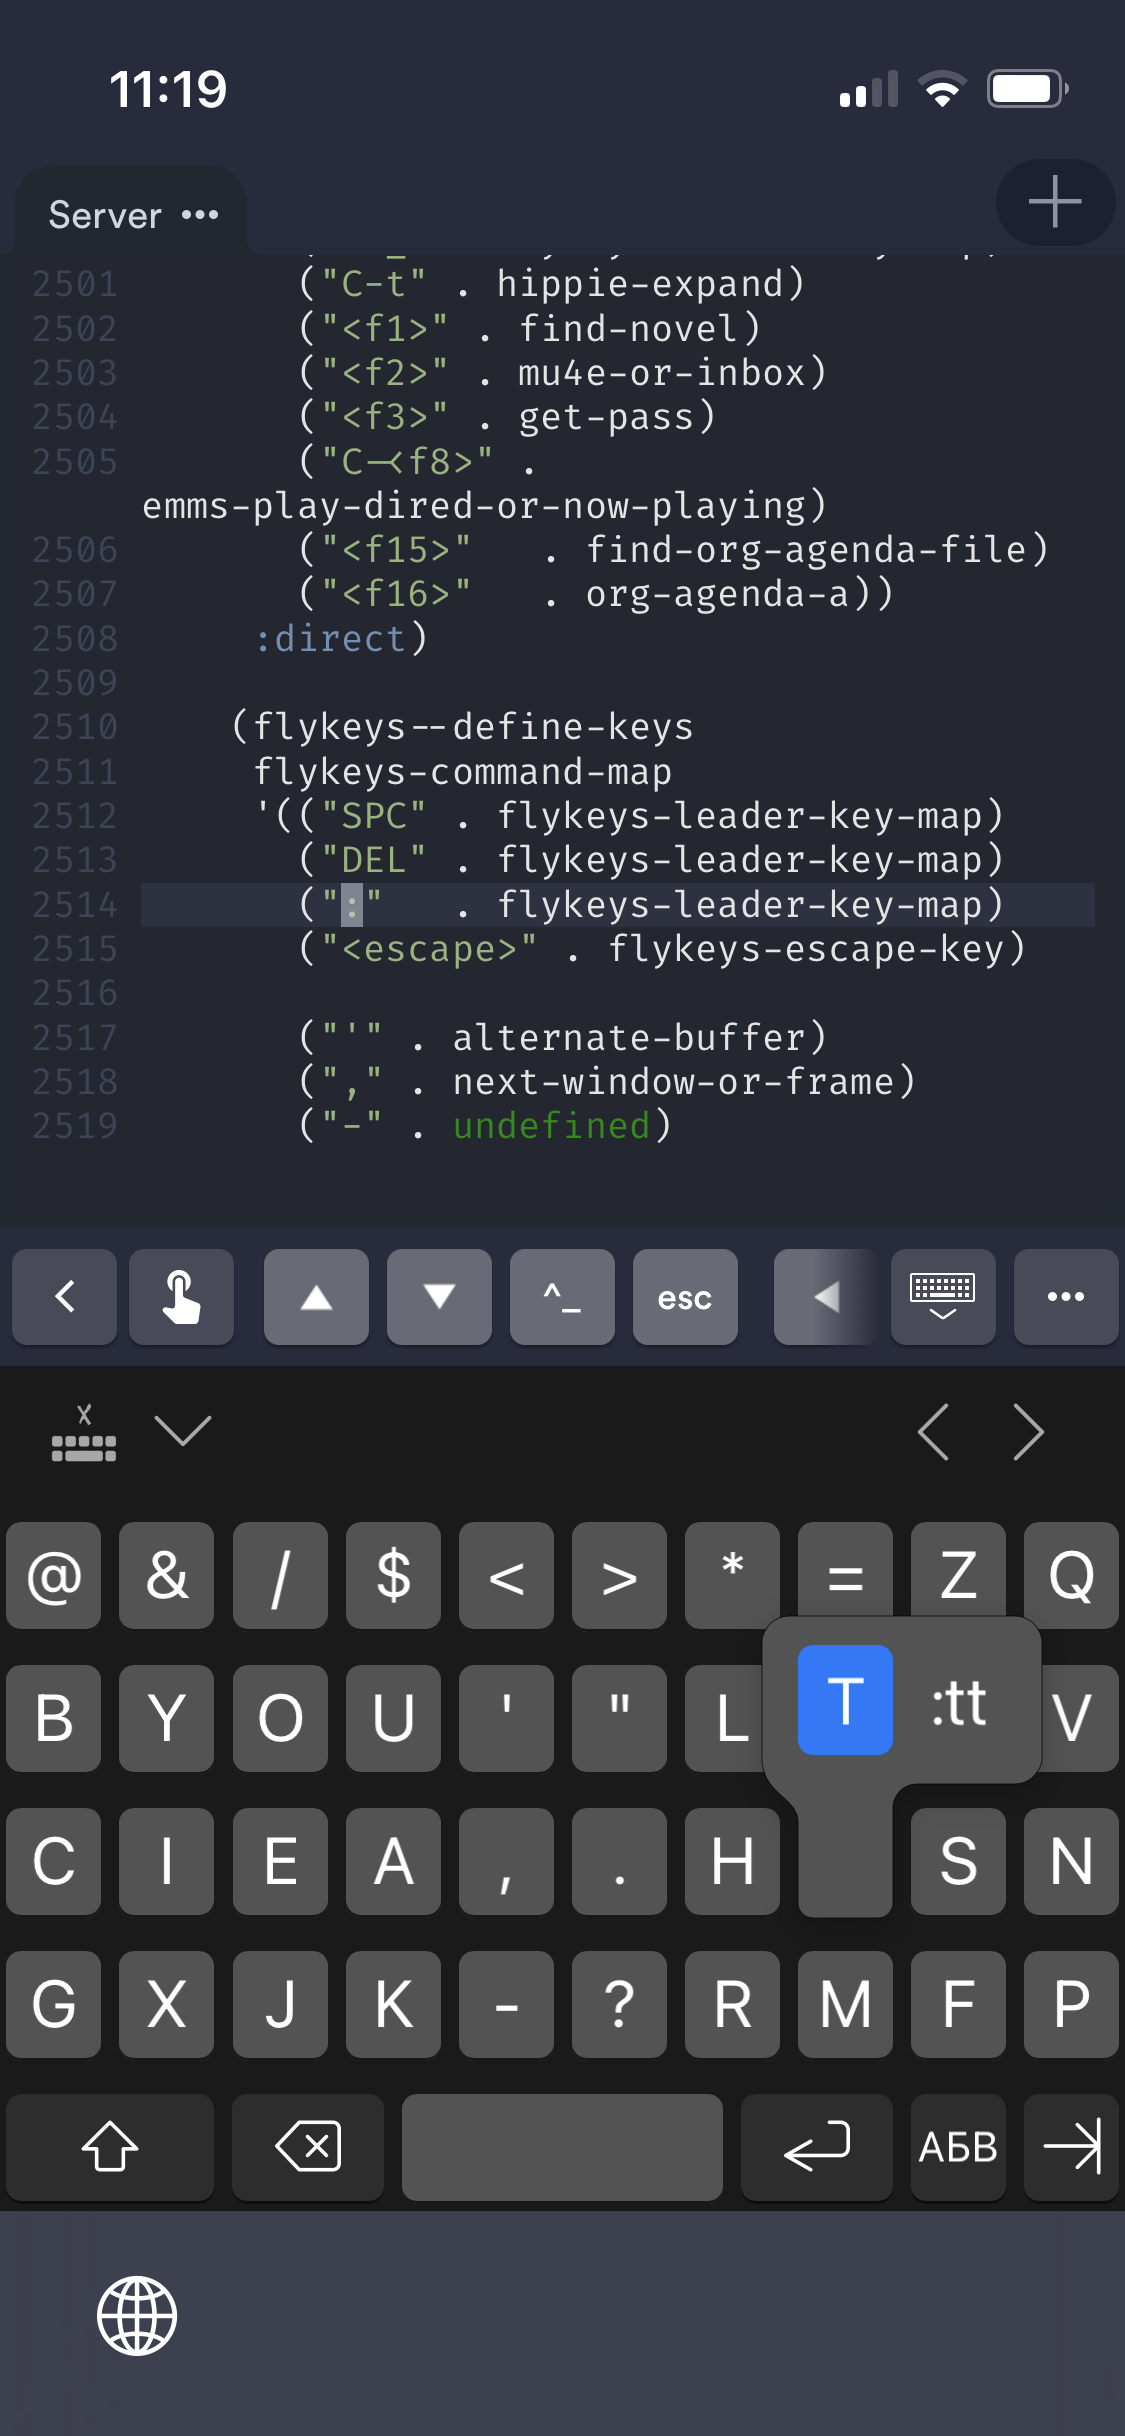 11:19
Server •••
2501 ("C-t" . hippie-expand)
2502 ("<f1>" . find-novel)
2503 ("<f2>" . mu4e-or-inbox)
2504 ("<f3>" . get-pass)
2505 ("C-<f8>" .
emms-play-dired-or-now-playing)
2506 ("<f15>"   . find-org-agenda-file)
2507 ("<f16>"   . org-agenda-a))
2508 :direct)
2509
2510 (flykeys--define-keys
2511 flykeys-command-map
2512 '(("SPC" . flykeys-leader-key-map)
2513 ("DEL" . flykeys-leader-key-map)
2514 (":"   . flykeys-leader-key-map)
2515 ("<escape>" . flykeys-escape-key)
2516
2517 ("'" . alternate-buffer)
2518 ("," . next-window-or-frame)
2519 ("-" . undefined)
^_ esc •••
@ & / $ < > * = Z Q
B Y O U ' " L T :tt V
C I E A , . H S N
G X J K - ? R M F P
АБВ